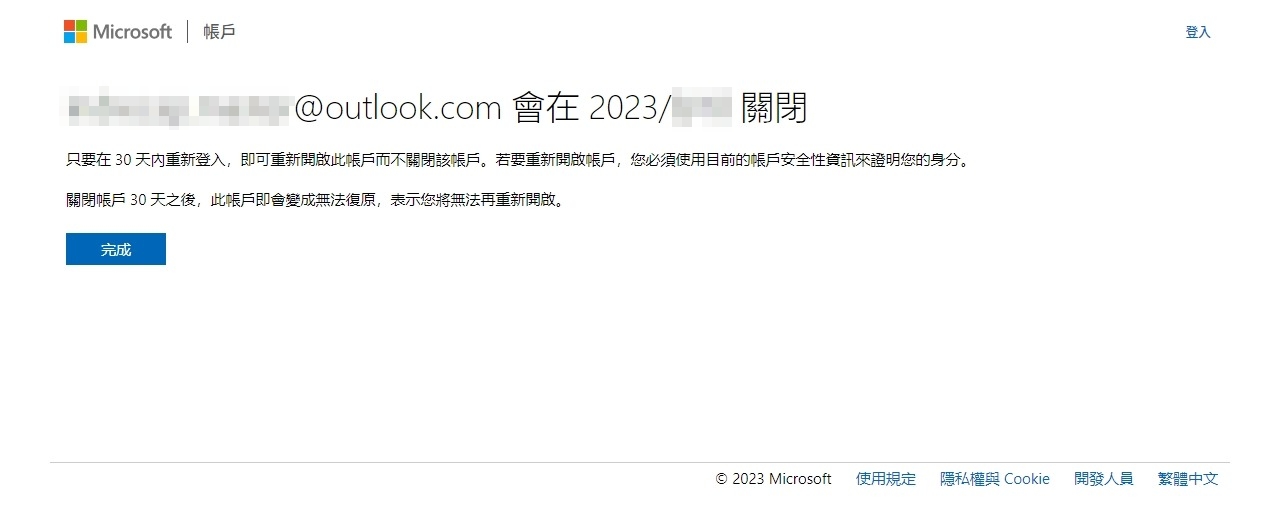 Microsoft | 帳戶 登入
@outlook.com 會在 2023/ 關閉
只要在 30 天內重新登入，即可重新開啟此帳戶而不關閉該帳戶。若要重新開啟帳戶，您必須使用目前的帳戶安全性資訊來證明您的身分。
關閉帳戶 30 天之後，此帳戶即會變成無法復原，表示您將無法再重新開啟。
完成
© 2023 Microsoft 使用規定 隱私權與 Cookie 開發人員 繁體中文